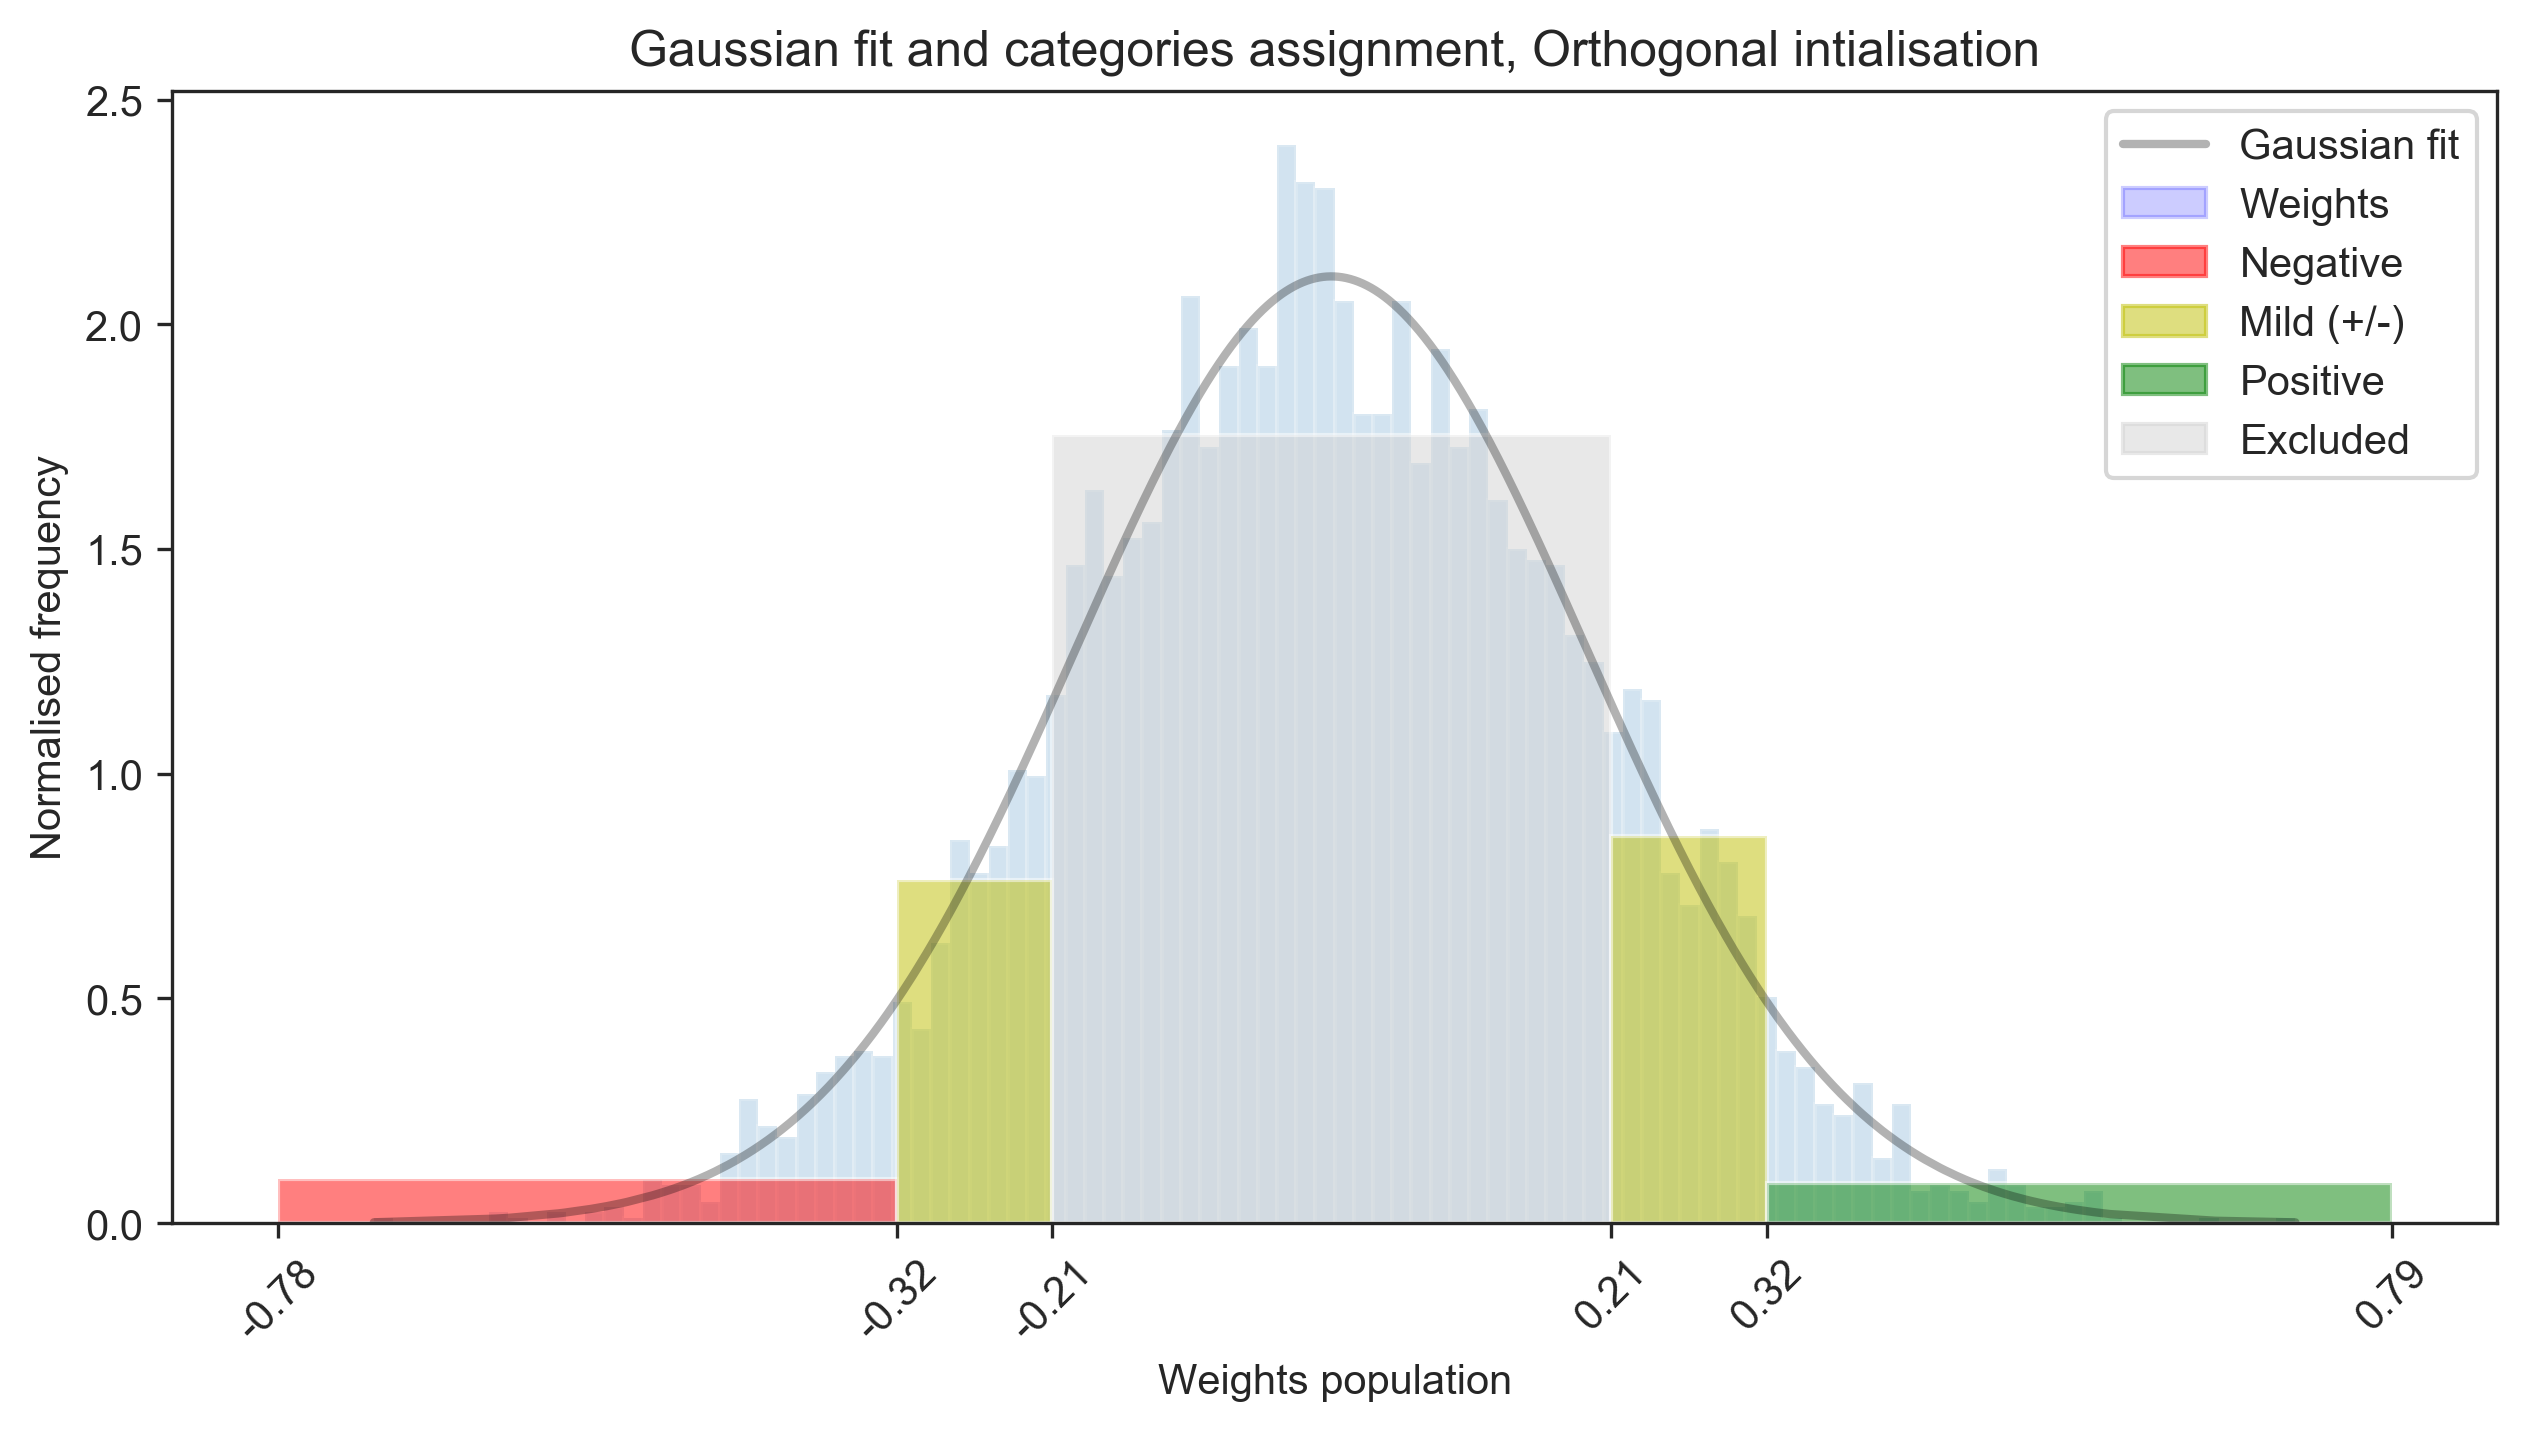 Gaussian fit and categories assignment, Orthogonal intialisation
2.5
2.0
1.5
1.0
0.5
0.0
Normalised frequency
Gaussian fit
Weights
Negative
Mild (+/-)
Positive
Excluded
-0.78
-0.32
-0.21
0.21
0.32
0.79
Weights population